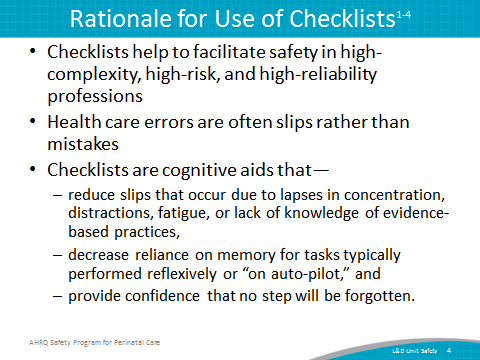 Rationale for Use of Checklists1-4
• Checklists help to facilitate safety in high-
complexity, high-risk, and high-reliability
professions
• Health care errors are often slips rather than
mistakes
• Checklists are cognitive aids that—
– reduce slips that occur due to lapses in concentration,
distractions, fatigue, or lack of knowledge of evidence-
based practices,
– decrease reliance on memory for tasks typically
performed reflexively or “on auto-pilot,” and
– provide confidence that no step will be forgotten.
AHRQ Safety Program for Perinatal Care
L&D Unit Safety 4